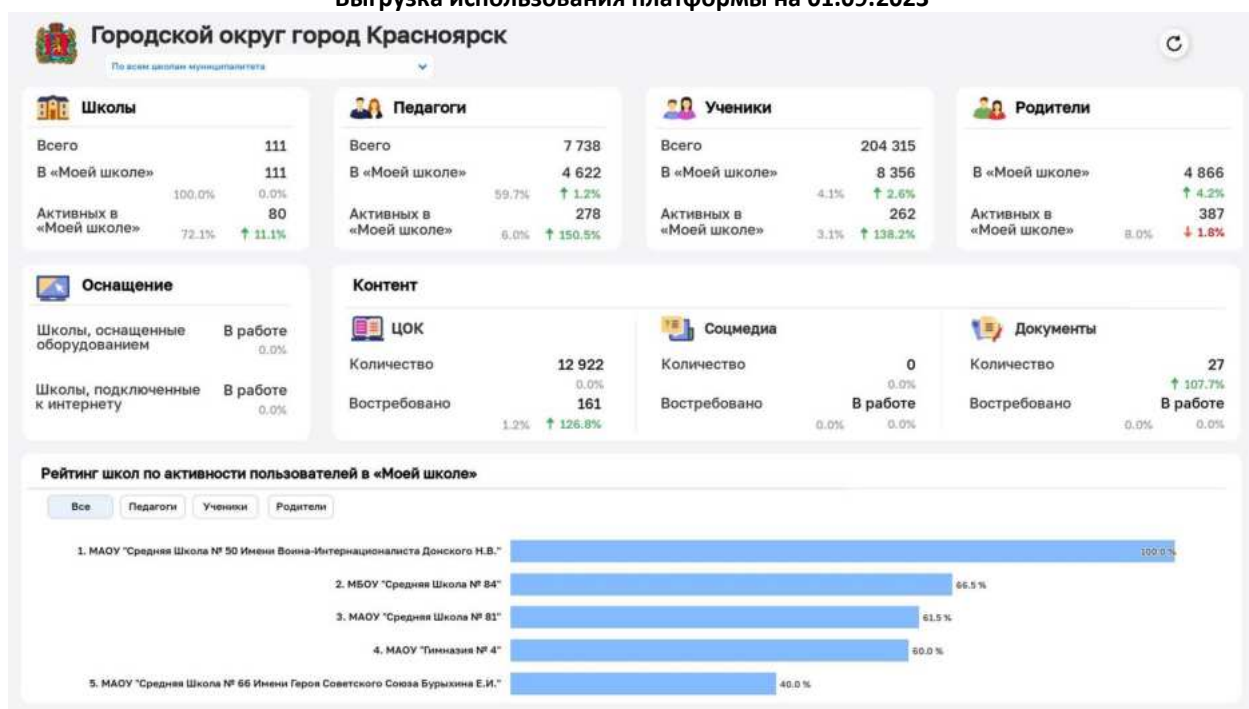 Выгрузка использования платформы на 01.09.2023
Городской округ город Красноярск
По всем школам муниципалитета
Школы
Всего 111
В «Моей школе» 111
100.0% 0.0%
Активных в «Моей школе» 80
72.1% ↑ 11.1%
Педагоги
Всего 7 738
В «Моей школе» 4 622
59.7% ↑ 1.2%
Активных в «Моей школе» 278
6.0% ↑ 150.5%
Ученики
Всего 204 315
В «Моей школе» 8 356
4.1% ↑ 2.6%
Активных в «Моей школе» 262
3.1% ↑ 138.2%
Родители
В «Моей школе» 4 866
↑ 4.2%
Активных в «Моей школе» 387
8.0% ↓ 1.8%
Оснащение
Школы, оснащенные оборудованием В работе
0.0%
Школы, подключенные к интернету В работе
0.0%
Контент
ЦОК
Количество 12 922
0.0%
Востребовано 161
1.2% ↑ 126.8%
Соцмедиа
Количество 0
0.0%
Востребовано В работе
0.0% 0.0%
Документы
Количество 27
↑ 107.7%
Востребовано В работе
0.0% 0.0%
Рейтинг школ по активности пользователей в «Моей школе»
Все Педагоги Ученики Родители
1. МАОУ "Средняя Школа № 50 Имени Воина-Интернационалиста Донского Н.В." 100.0 %
2. МБОУ "Средняя Школа № 84" 66.5 %
3. МАОУ "Средняя Школа № 81" 61.5 %
4. МАОУ "Гимназия № 4" 60.0 %
5. МАОУ "Средняя Школа № 66 Имени Героя Советского Союза Бурыхина Е.И." 40.0 %